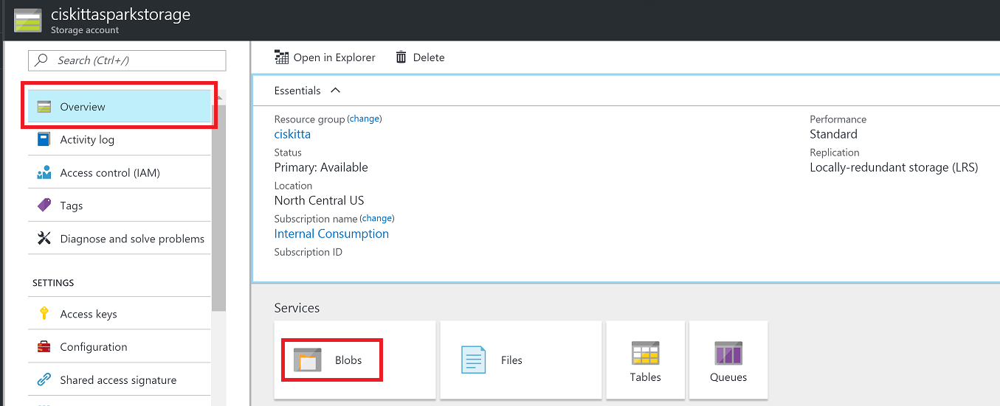 ciskittasparkstorage
Storage account
Search (Ctrl+/)
Overview
Activity log
Access control (IAM)
Tags
Diagnose and solve problems
SETTINGS
Access keys
Configuration
Shared access signature
Open in Explorer
Delete
Essentials
Resource group (change)
ciskitta
Status
Primary: Available
Location
North Central US
Subscription name (change)
Internal Consumption
Subscription ID
Performance
Standard
Replication
Locally-redundant storage (LRS)
Services
Blobs
Files
Tables
Queues